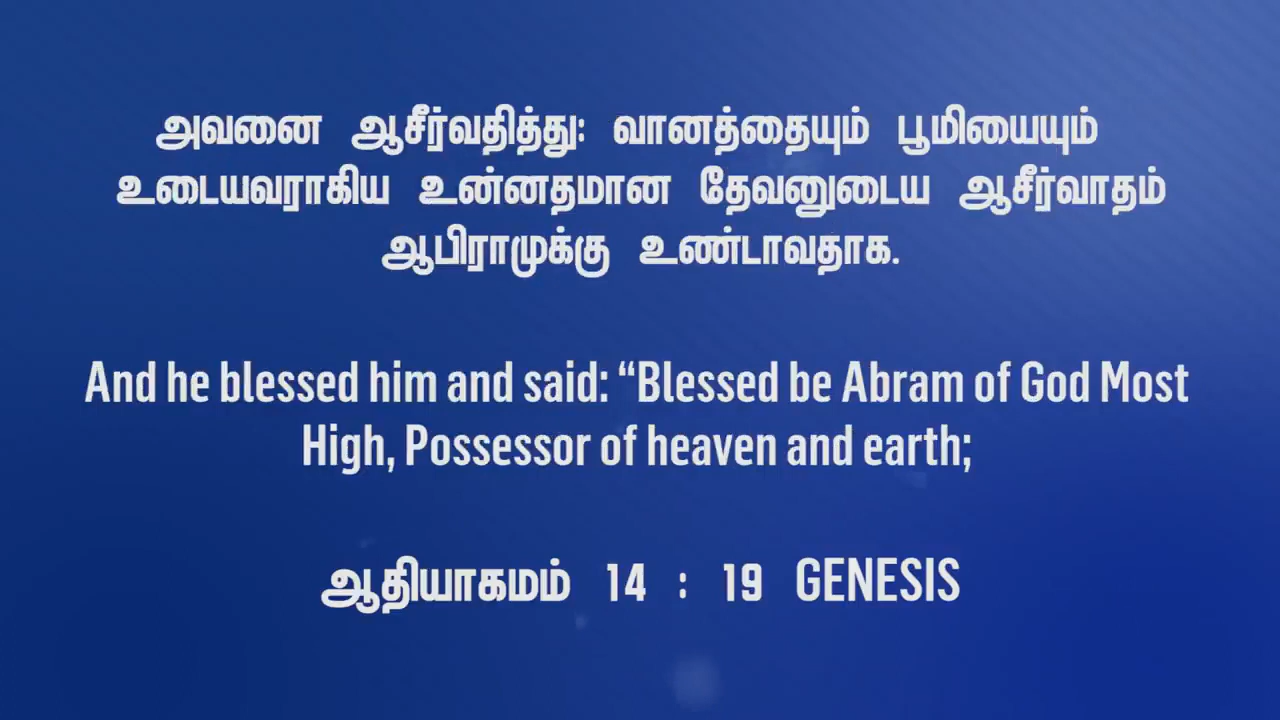 அவனை ஆசீர்வதித்து: வானத்தையும் பூமியையும்
உடையவராகிய உன்னதமான தேவனுடைய ஆசீர்வாதம்
ஆபிராமுக்கு உண்டாவதாக.
And he blessed him and said: “Blessed be Abram of God Most
High, Possessor of heaven and earth;
ஆதியாகமம் 14 : 19 GENESIS